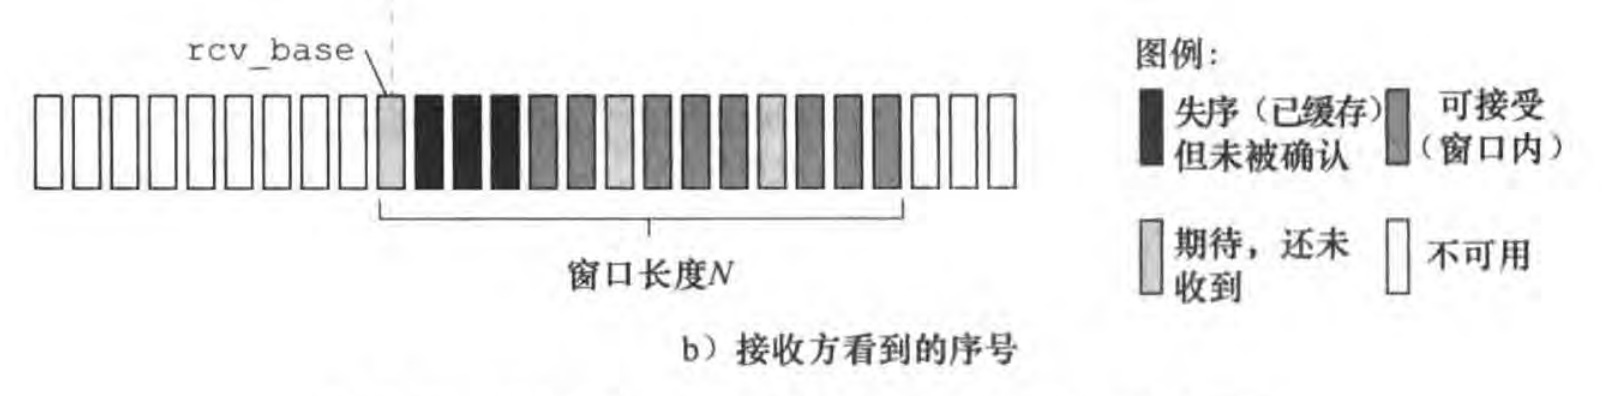 rcv_base
图例:
失序（已缓存）
但未被确认
可接受
（窗口内）
期待，还未
收到
不可用
窗口长度N
b）接收方看到的序号